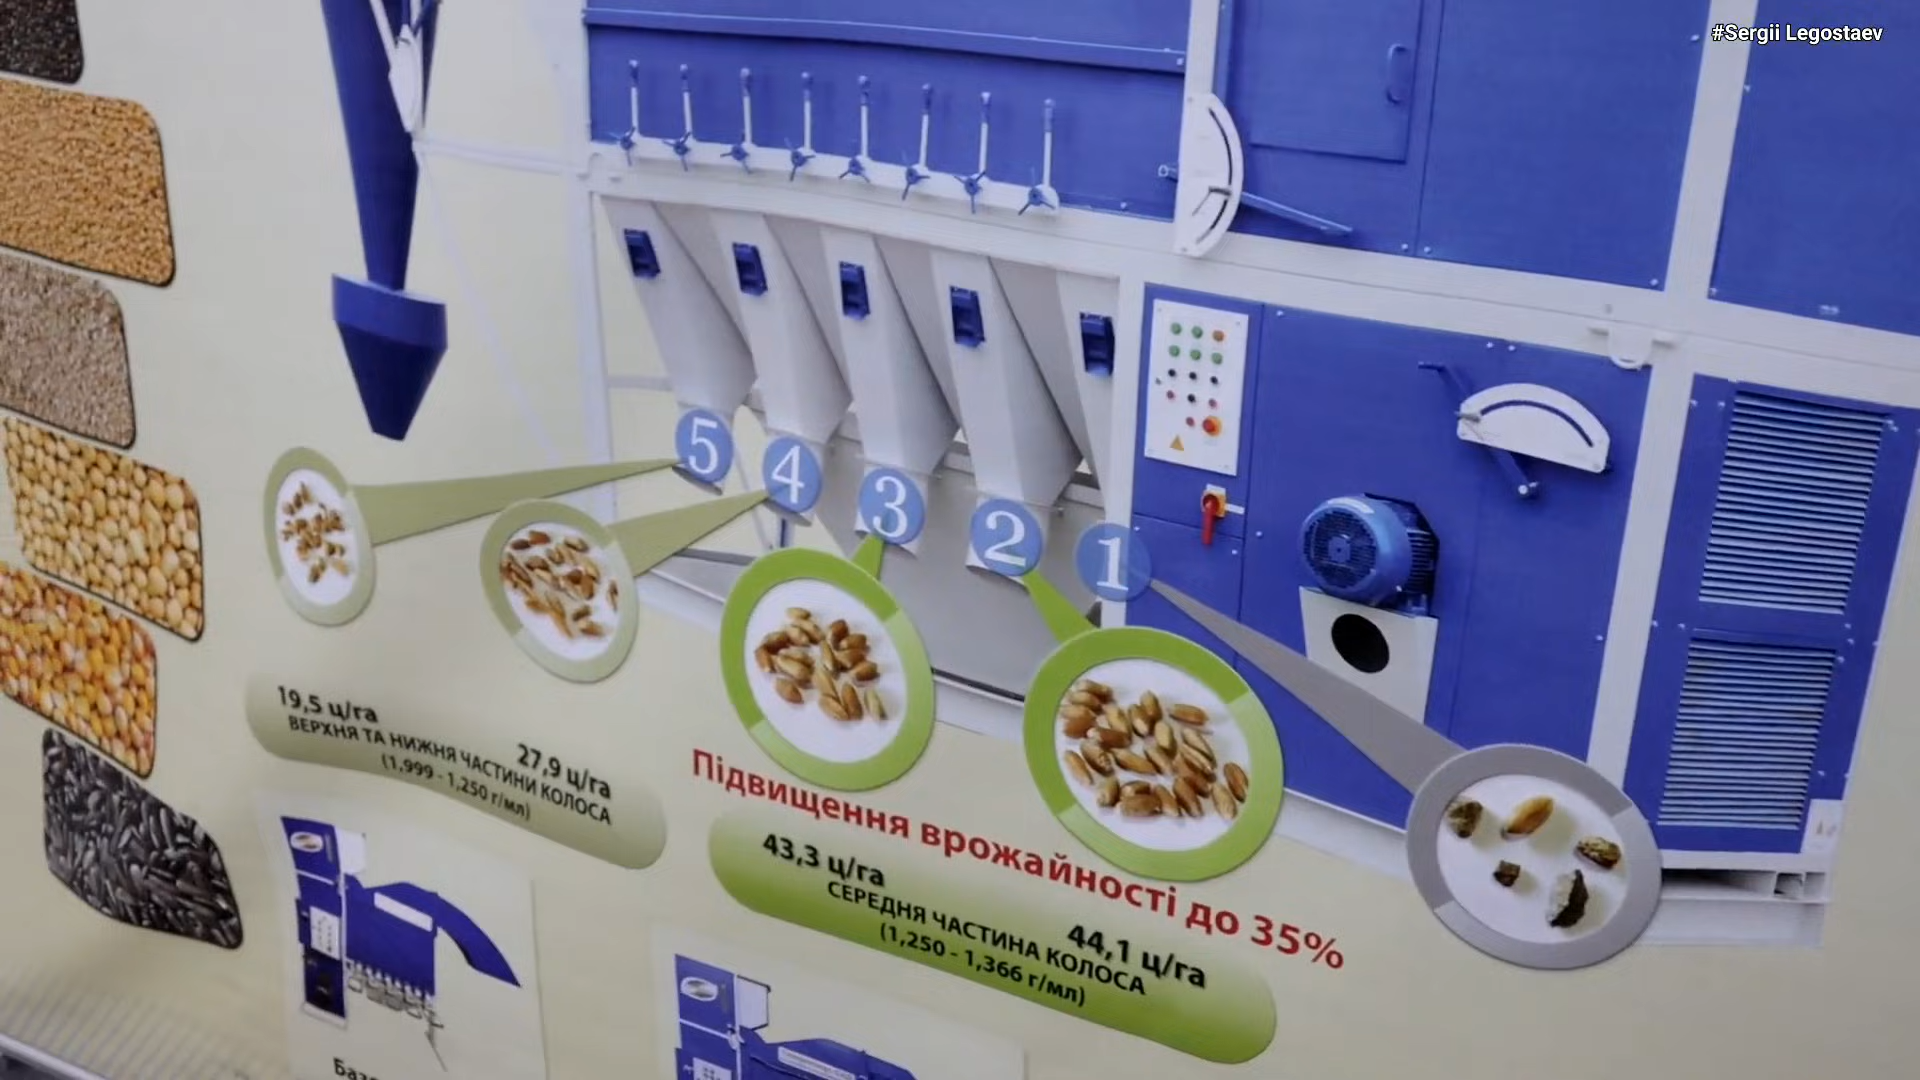 #Sergii Legostaev
5
4
3
2
1
19,5 ц/га
27,9 ц/га
ВЕРХНЯ ТА НИЖНЯ ЧАСТИНИ КОЛОСА
(1,999 - 1,250 г/мл)
Підвищення врожайності до 35%
43,3 ц/га
44,1 ц/га
СЕРЕДНЯ ЧАСТИНА КОЛОСА
(1,250 - 1,366 г/мл)